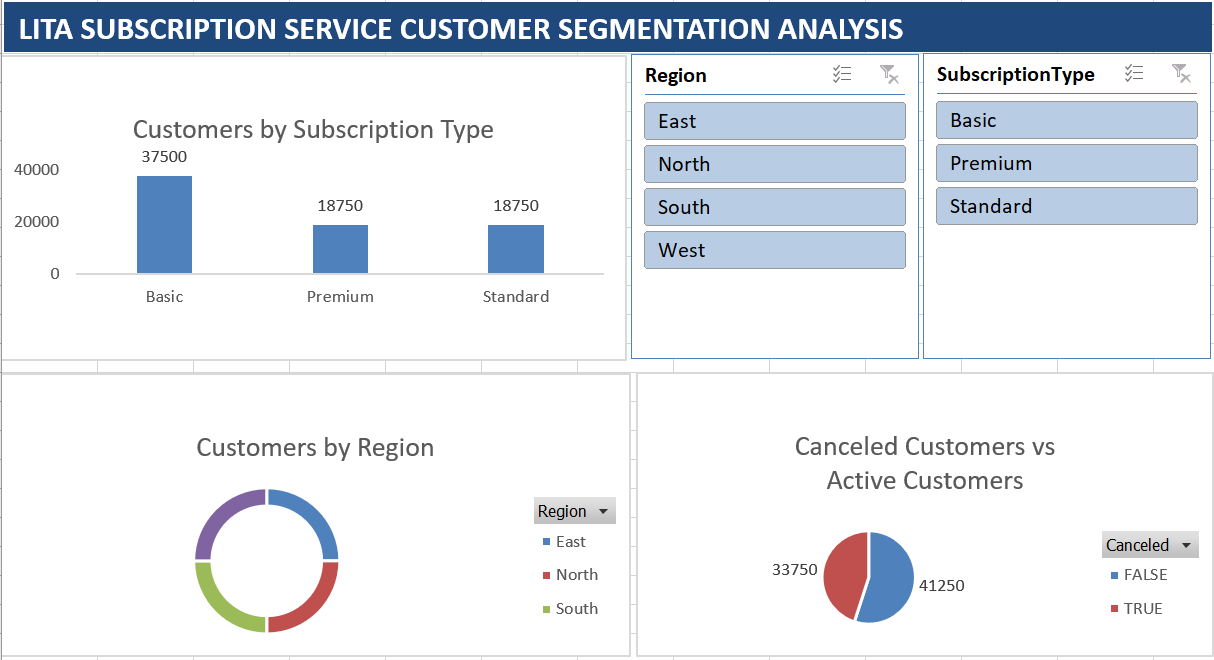 LITA SUBSCRIPTION SERVICE CUSTOMER SEGMENTATION ANALYSIS
Customers by Subscription Type
37500
40000
18750
18750
20000
0
Basic
Premium
Standard
Region
East
North
South
West
SubscriptionType
Basic
Premium
Standard
Customers by Region
Region
East
North
South
Canceled Customers vs
Active Customers
33750
41250
Canceled
FALSE
TRUE